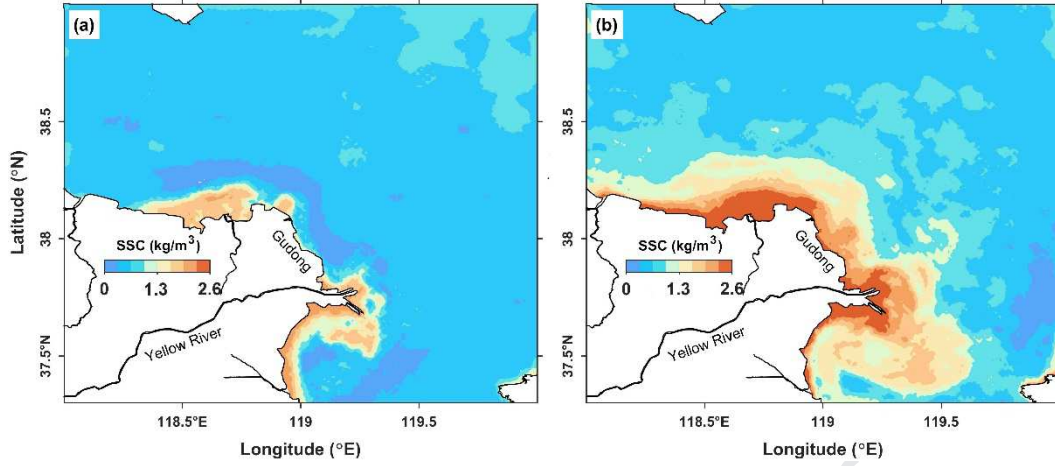 (a)
(b)
Latitude (°N)
38.5
38
37.5°N
SSC (kg/m³)
0 1.3 2.6
Gudong
Yellow River
118.5°E 119 119.5
Longitude (°E)
38.5
38
37.5°N
SSC (kg/m³)
0 1.3 2.6
Gudong
Yellow River
118.5°E 119 119.5
Longitude (°E)